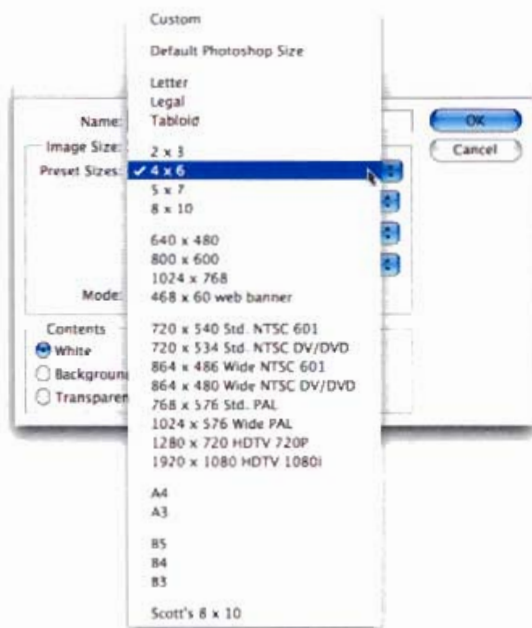 Custom
Default Photoshop Size
Letter
Legal
Tabloid
Name:
OK
Cancel
Image Size:
Preset Sizes:
2 x 3
✓ 4 x 6
5 x 7
8 x 10
640 x 480
800 x 600
1024 x 768
468 x 60 web banner
Mode:
720 x 540 Std. NTSC 601
720 x 534 Std. NTSC DV/DVD
864 x 486 Wide NTSC 601
864 x 480 Wide NTSC DV/DVD
768 x 576 Std. PAL
1024 x 576 Wide PAL
1280 x 720 HDTV 720P
1920 x 1080 HDTV 1080i
Contents
White
Backgroun
Transparen
A4
A3
B5
B4
B3
Scott's 8 x 10